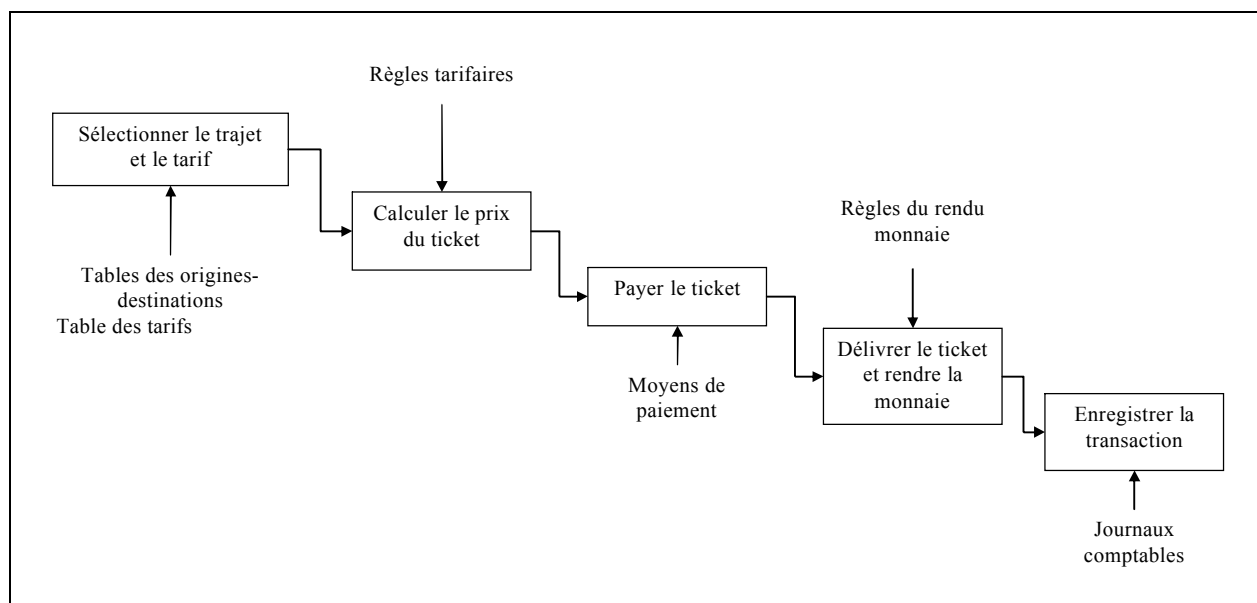 Règles tarifaires
Sélectionner le trajet
et le tarif
Calculer le prix
du ticket
Règles du rendu
monnaie
Tables des origines-
destinations
Table des tarifs
Payer le ticket
Délivrer le ticket
et rendre la
monnaie
Moyens de
paiement
Enregistrer la
transaction
Journaux
comptables